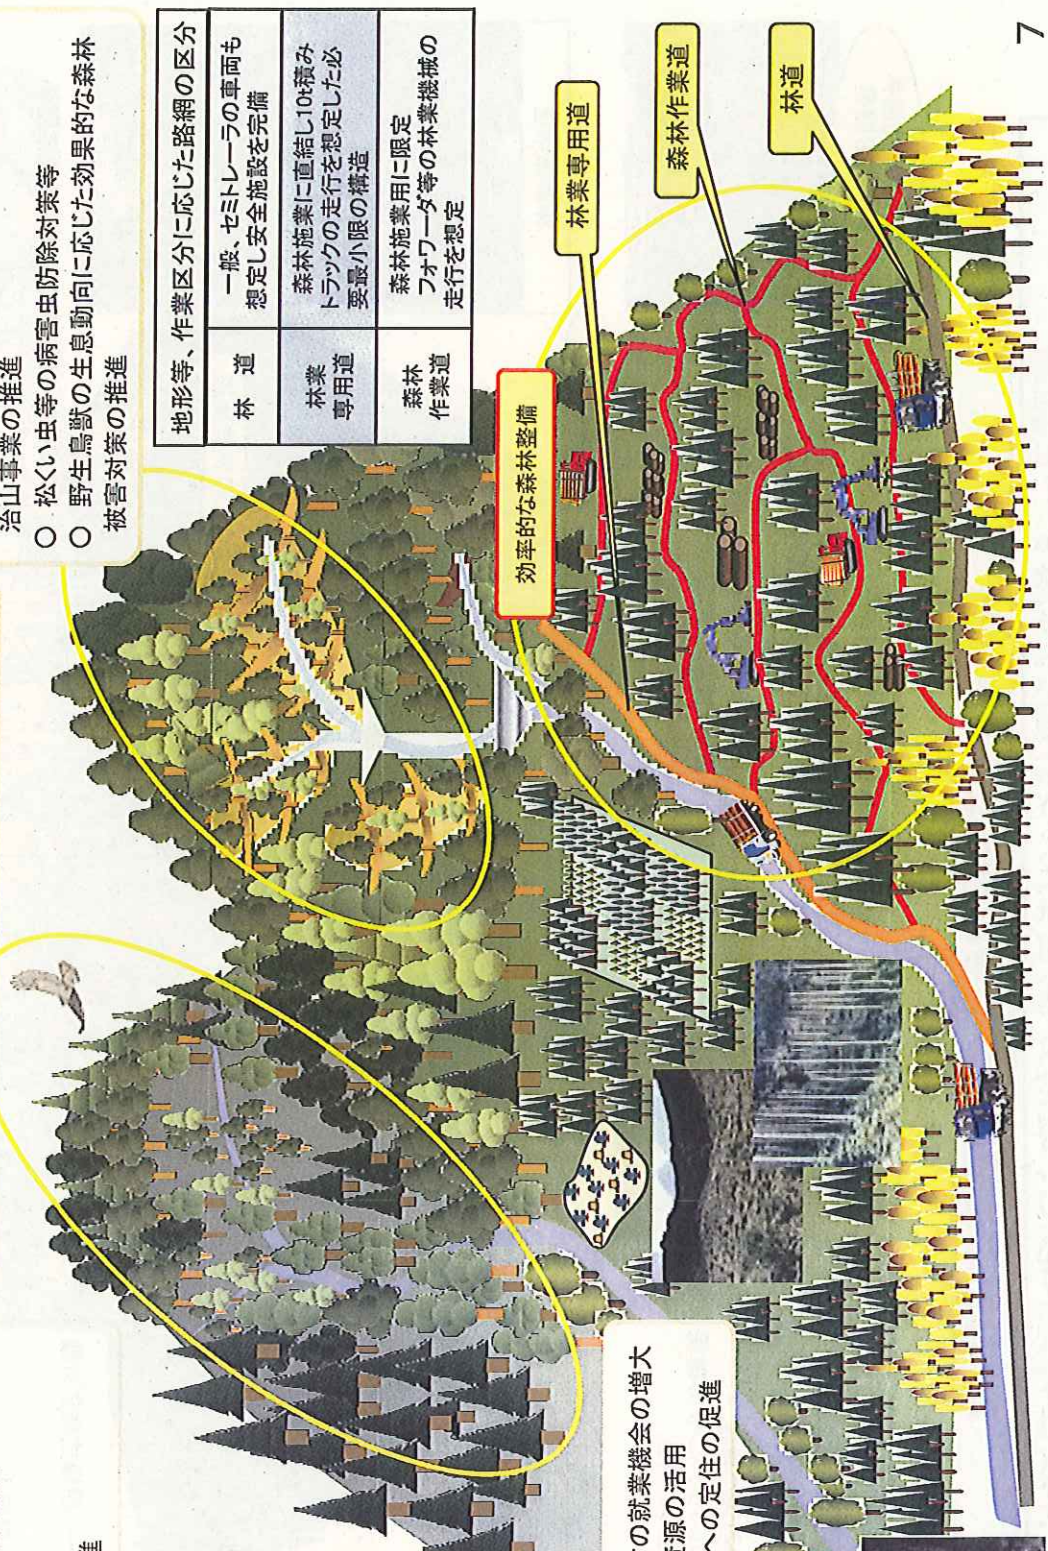 治山事業の推進
○ 松くい虫等の病害虫防除対策等
○ 野生鳥獣の生息動向に応じた効果的な森林
被害対策の推進
地形等、作業区分に応じた路網の区分
林 道
一般、セミトレーラの車両も
想定し安全施設を完備
林業
専用道
森林施業に直結し10t積み
トラックの走行を想定した必
要最小限の構造
森林
作業道
森林施業用に限定
フォワーダ等の林業機械の
走行を想定
効率的な森林整備
林業専用道
森林作業道
林道
の就業機会の増大
源の活用
への定住の促進
進
7